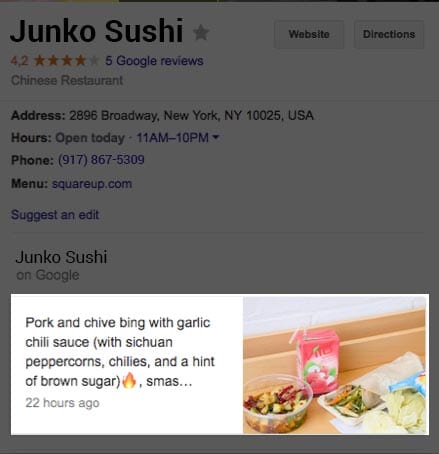 Junko Sushi
Website
Directions
4,2 ★★★★★ 5 Google reviews
Chinese Restaurant
Address: 2896 Broadway, New York, NY 10025, USA
Hours: Open today · 11AM–10PM
Phone: (917) 867-5309
Menu: squareup.com
Suggest an edit
Junko Sushi
on Google
Pork and chive bing with garlic
chili sauce (with sichuan
peppercorns, chilies, and a hint
of brown sugar)🔥, smas...
22 hours ago